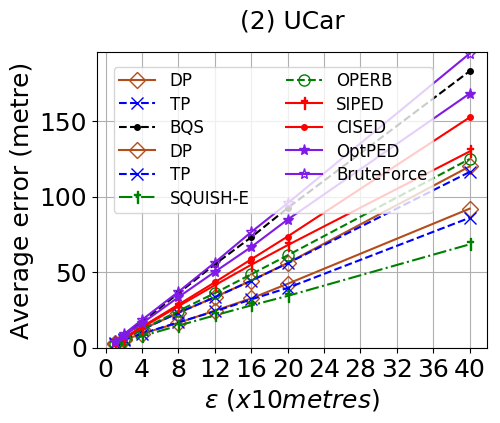 (2) UCar
Average error (metre)
150
100
50
0
DP
TP
BQS
DP
TP
SQUISH-E
OPERB
SIPED
CISED
OptPED
BruteForce
0 4 8 12 16 20 24 28 32 36 40
ε (x10metres)